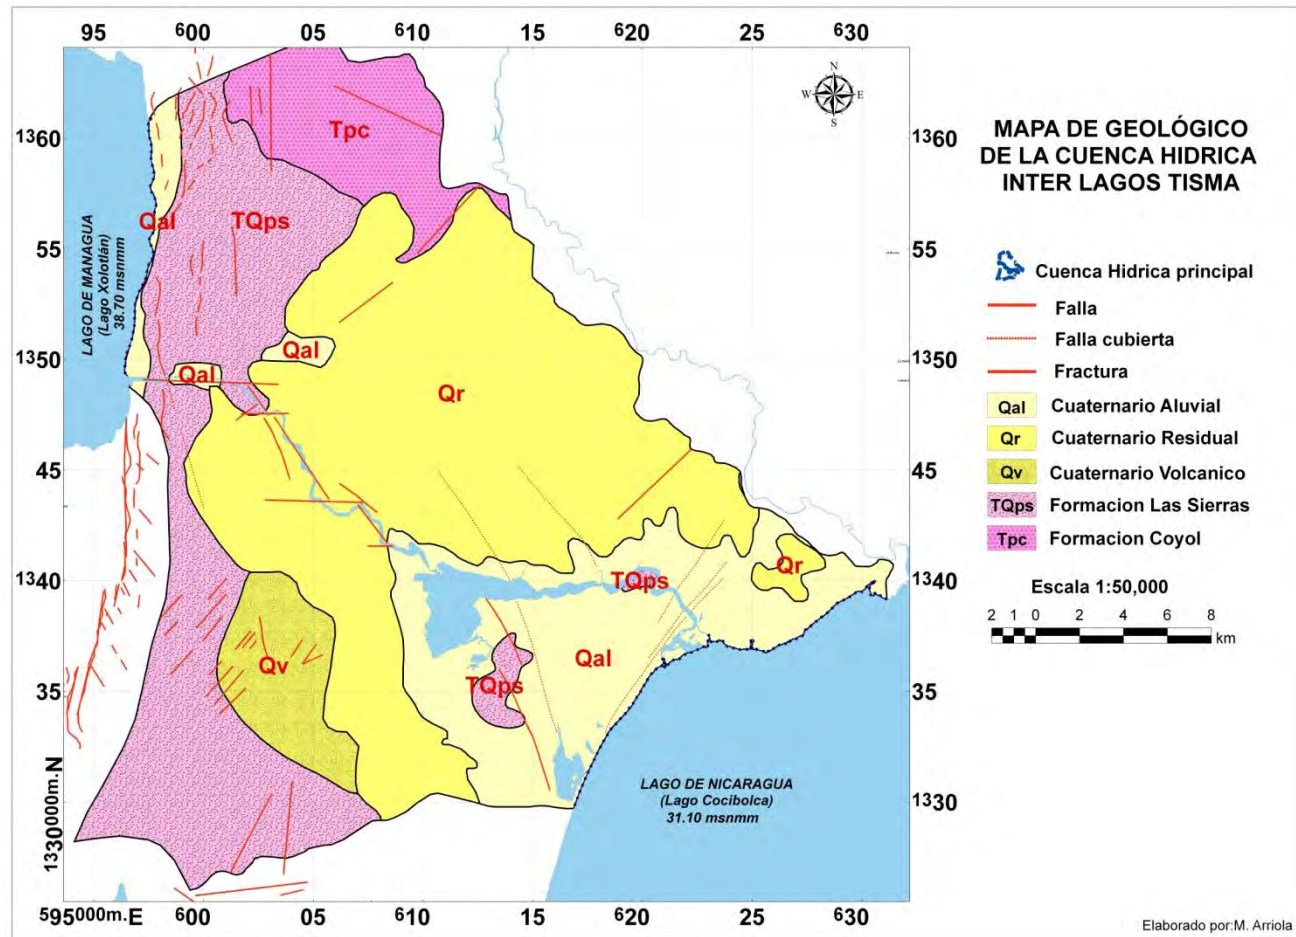 95 600 05 610 15 620 25 630
1360
55
1350
45
1340
35
1330000m.N
1360
55
1350
45
1340
35
1330
595000m.E 600 05 610 15 620 25 630
N
W E
S
LAGO DE MANAGUA
(Lago Xolotlán)
38.70 msnmm
Tpc
Qal
TQps
Qal
Qal
Qr
Qr
TQps
Qv
TQps
Qal
LAGO DE NICARAGUA
(Lago Cocibolca)
31.10 msnmm
MAPA DE GEOLÓGICO
DE LA CUENCA HIDRICA
INTER LAGOS TISMA
Cuenca Hidrica principal
Falla
Falla cubierta
Fractura
Qal Cuaternario Aluvial
Qr Cuaternario Residual
Qv Cuaternario Volcanico
TQps Formacion Las Sierras
Tpc Formacion Coyol
Escala 1:50,000
2 1 0 2 4 6 8
km
Elaborado por:M. Arriola